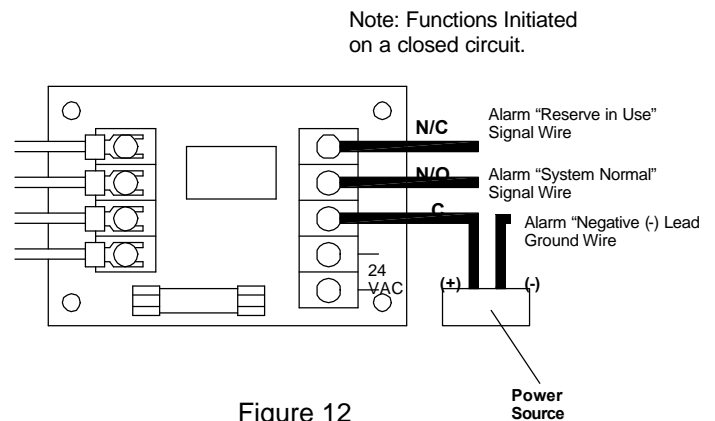 Note: Functions Initiated
on a closed circuit.
N/C
Alarm “Reserve in Use”
Signal Wire
N/O
Alarm “System Normal”
Signal Wire
C
Alarm “Negative (-) Lead
Ground Wire
24
VAC
(+)
(-)
Power
Source
Figure 12